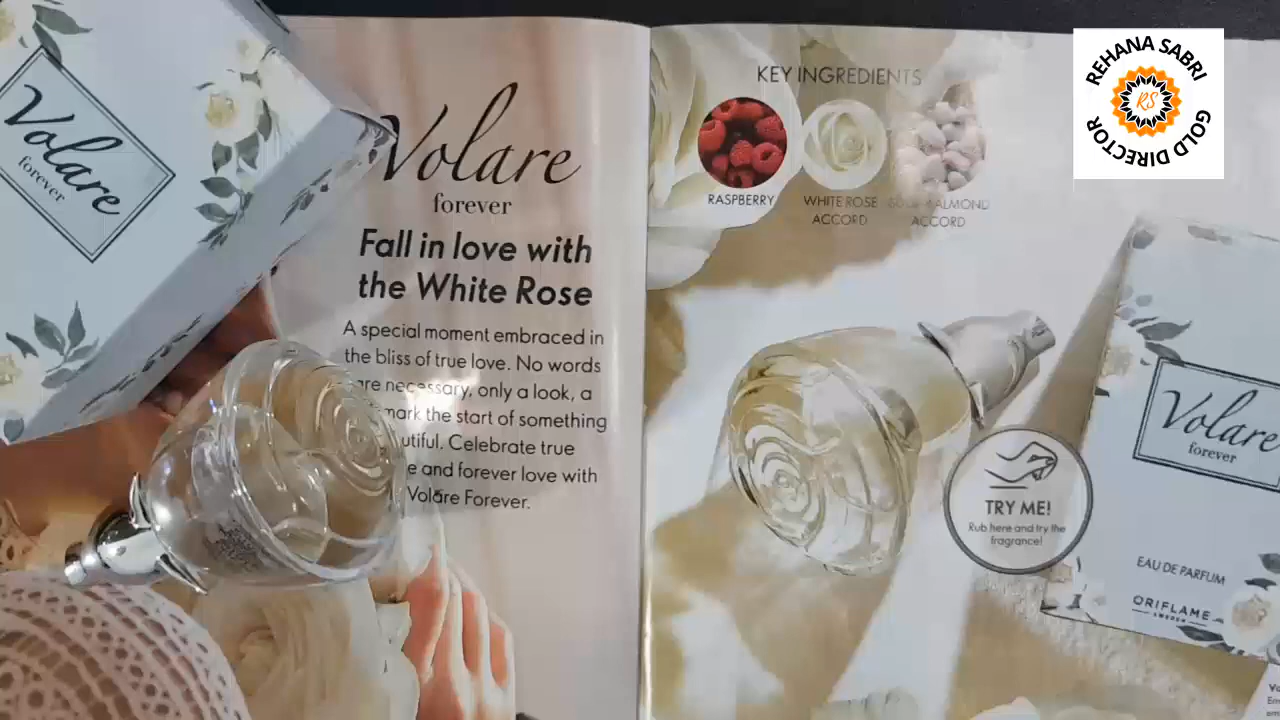 Volare
forever
Volare
forever
Fall in love with
the White Rose
A special moment embraced in
the bliss of true love. No words
are necessary, only a look, a
mark the start of something
utiful. Celebrate true
e and forever love with
Volare Forever.
KEY INGREDIENTS
RASPBERRY
WHITE ROSE
ACCORD
ALMOND
ACCORD
REHANA SABRI
RS
GOLD DIRECTOR
TRY ME!
Rub here and try the
fragrance!
Volare
forever
EAU DE PARFUM
ORIFLAME
SWEDEN